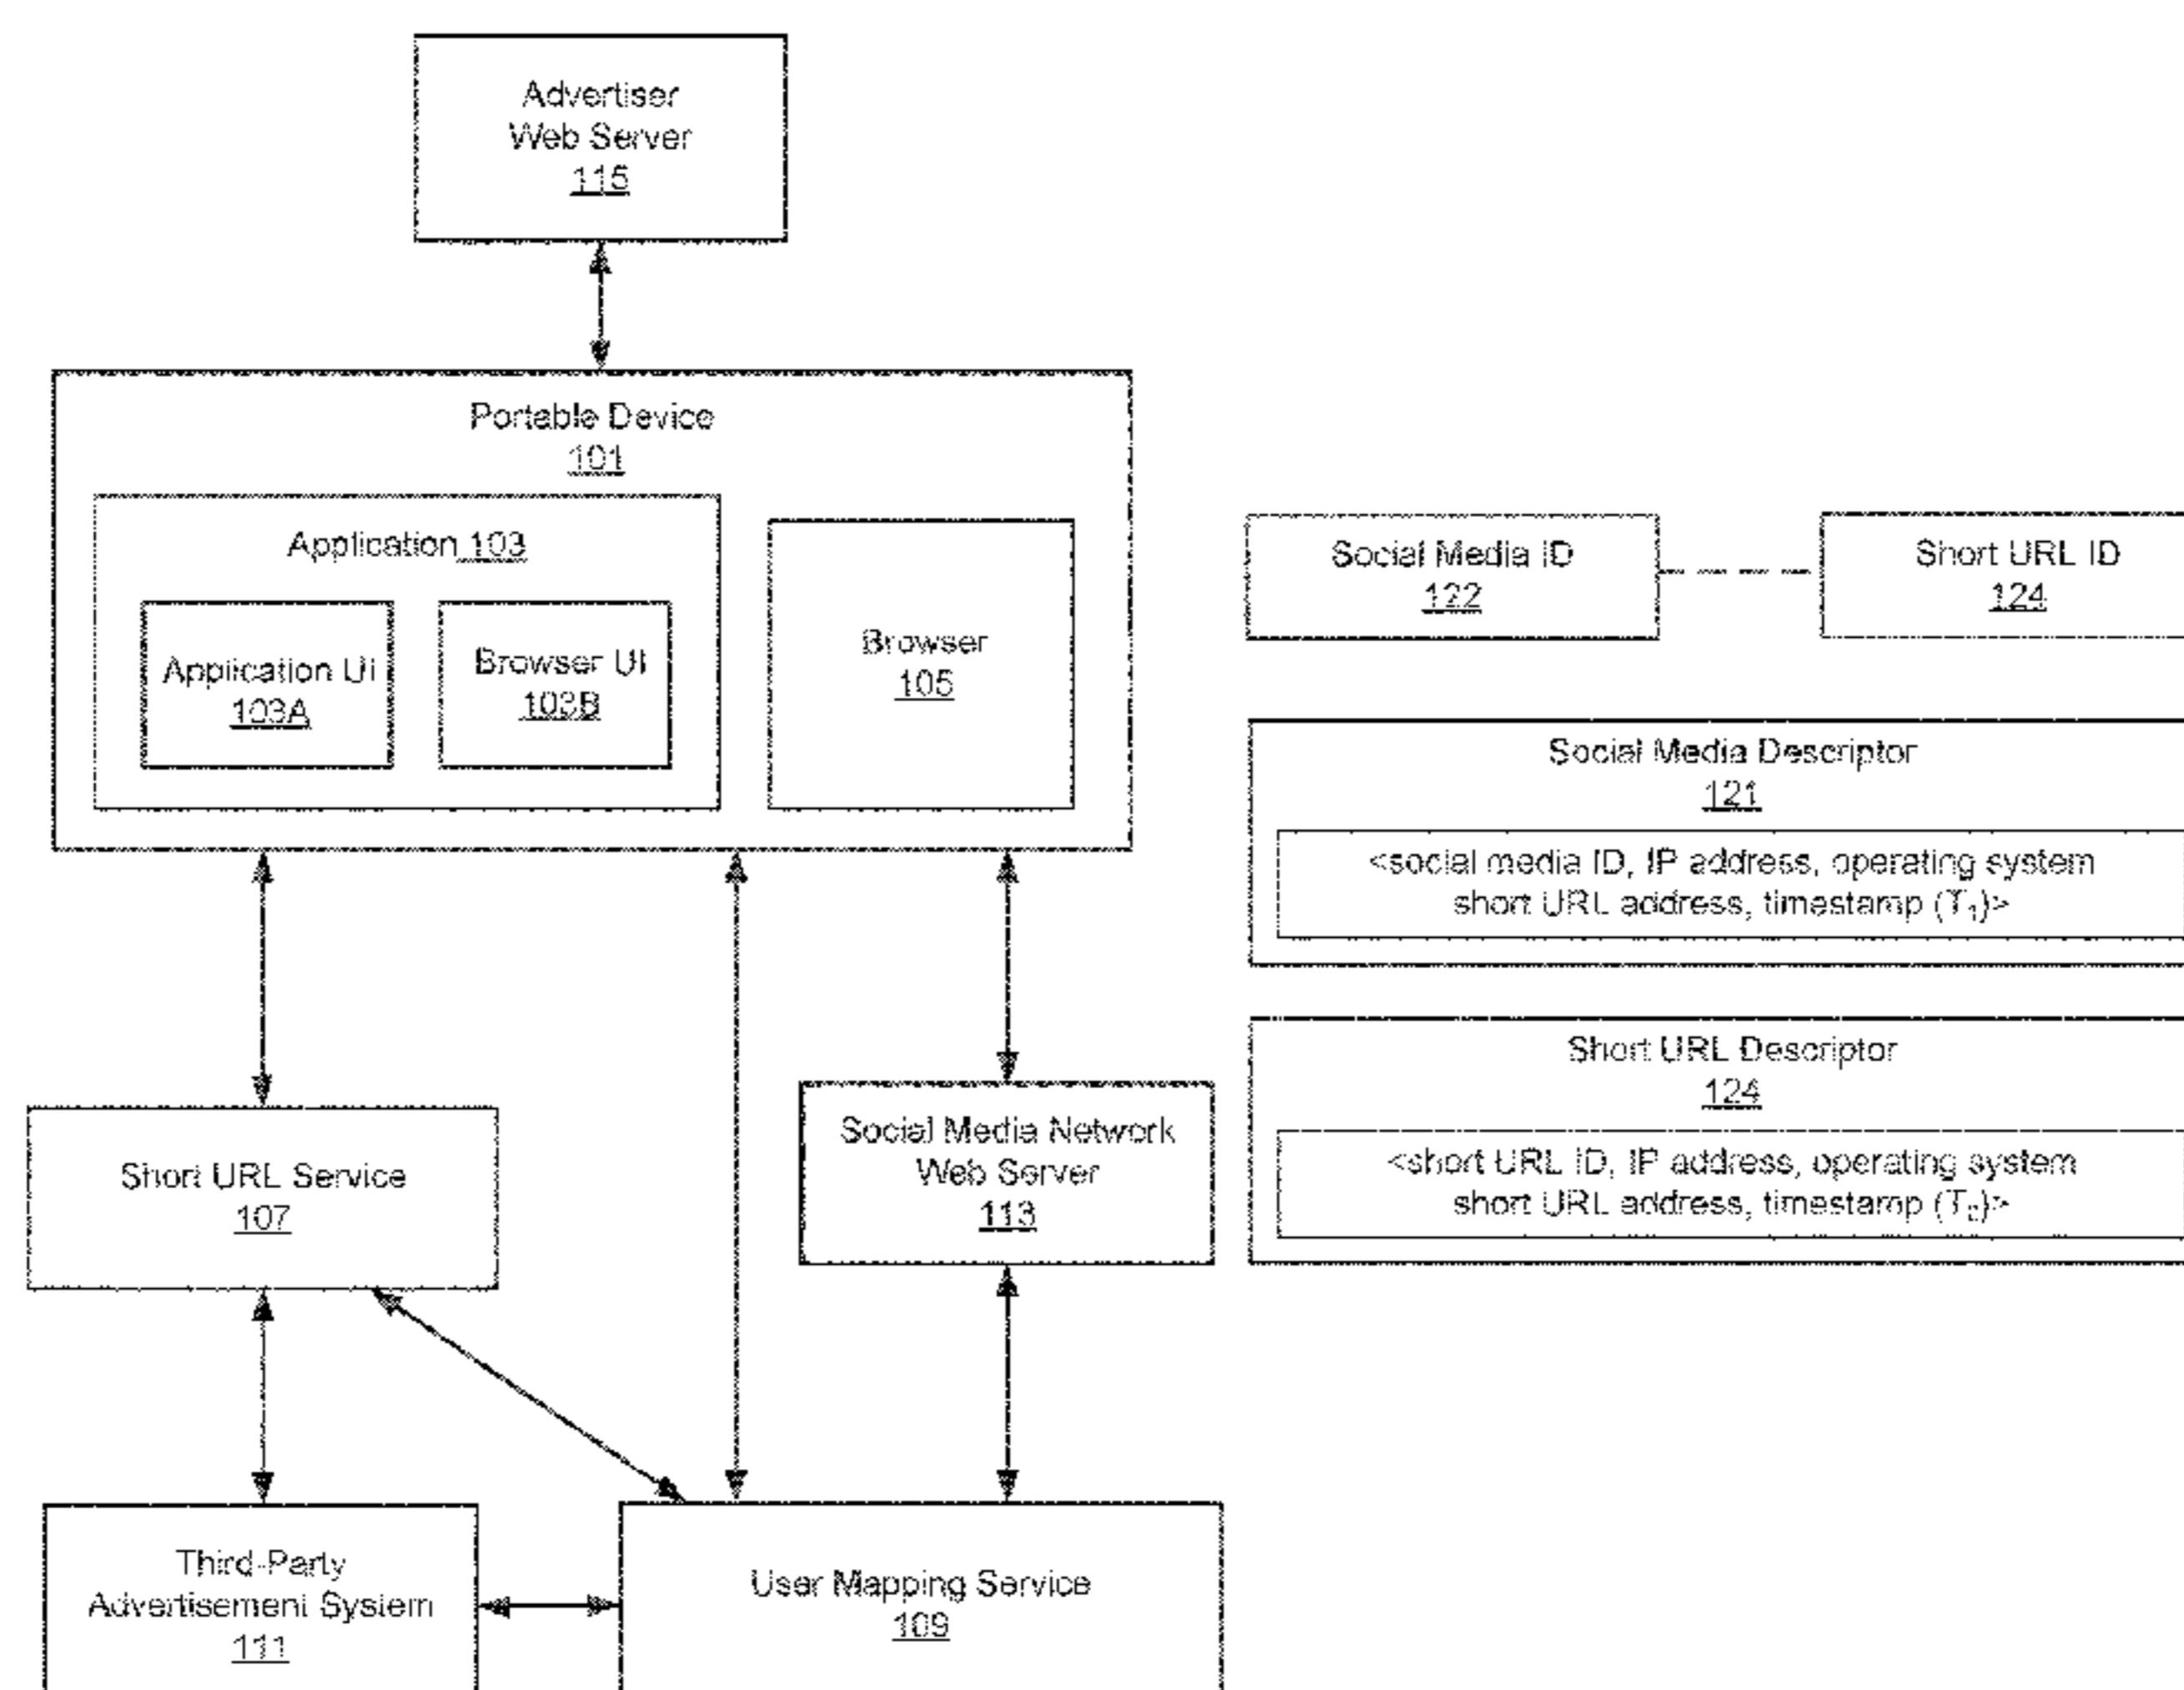 Advertiser
Web Server
115
Portable Device
101
Application 103
Application UI
103A
Browser UI
103B
Browser
105
Social Media ID
122
Short URL ID
124
Social Media Descriptor
121
<social media ID, IP address, operating system
short URL address, timestamp (T1)>
Short URL Descriptor
124
<short URL ID, IP address, operating system
short URL address, timestamp (T2)>
Short URL Service
107
Social Media Network
Web Server
113
Third-Party
Advertisement System
111
User Mapping Service
109